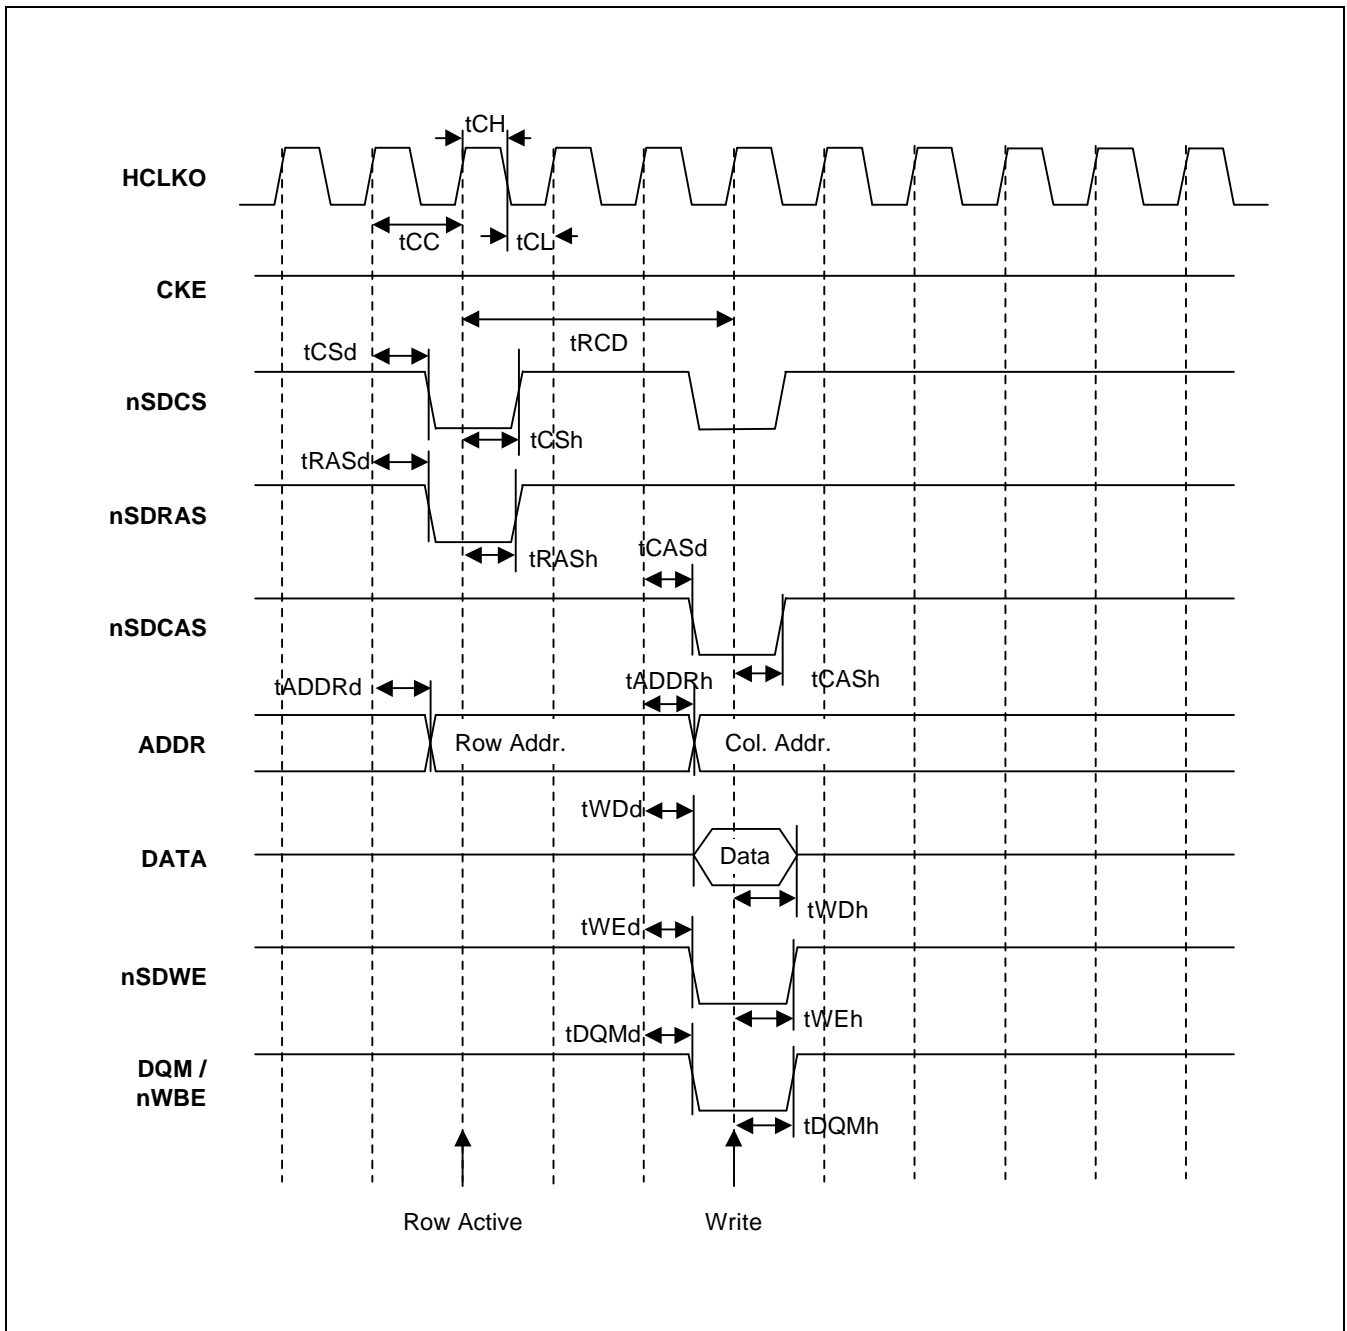 tCH
HCLKO
tCC
tCL
CKE
tRCD
tCSd
nSDCS
tCSh
tRASd
nSDRAS
tRASh
tCASd
nSDCAS
tCASh
tADDRd
tADDRh
ADDR
Row Addr.
Col. Addr.
tWDd
DATA
Data
tWDh
tWEd
nSDWE
tWEh
tDQMd
DQM /
nWBE
tDQMh
Row Active
Write